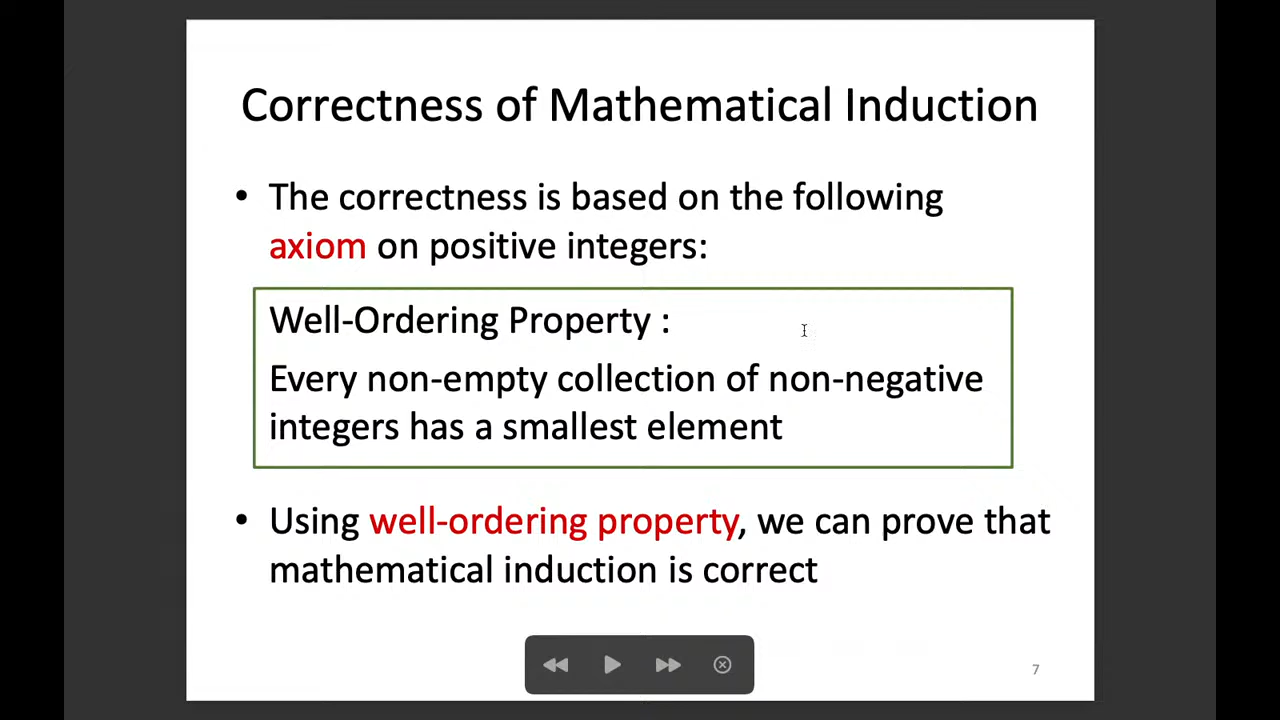 Correctness of Mathematical Induction
• The correctness is based on the following
axiom on positive integers:
Well-Ordering Property :
Every non-empty collection of non-negative
integers has a smallest element
• Using well-ordering property, we can prove that
mathematical induction is correct
7